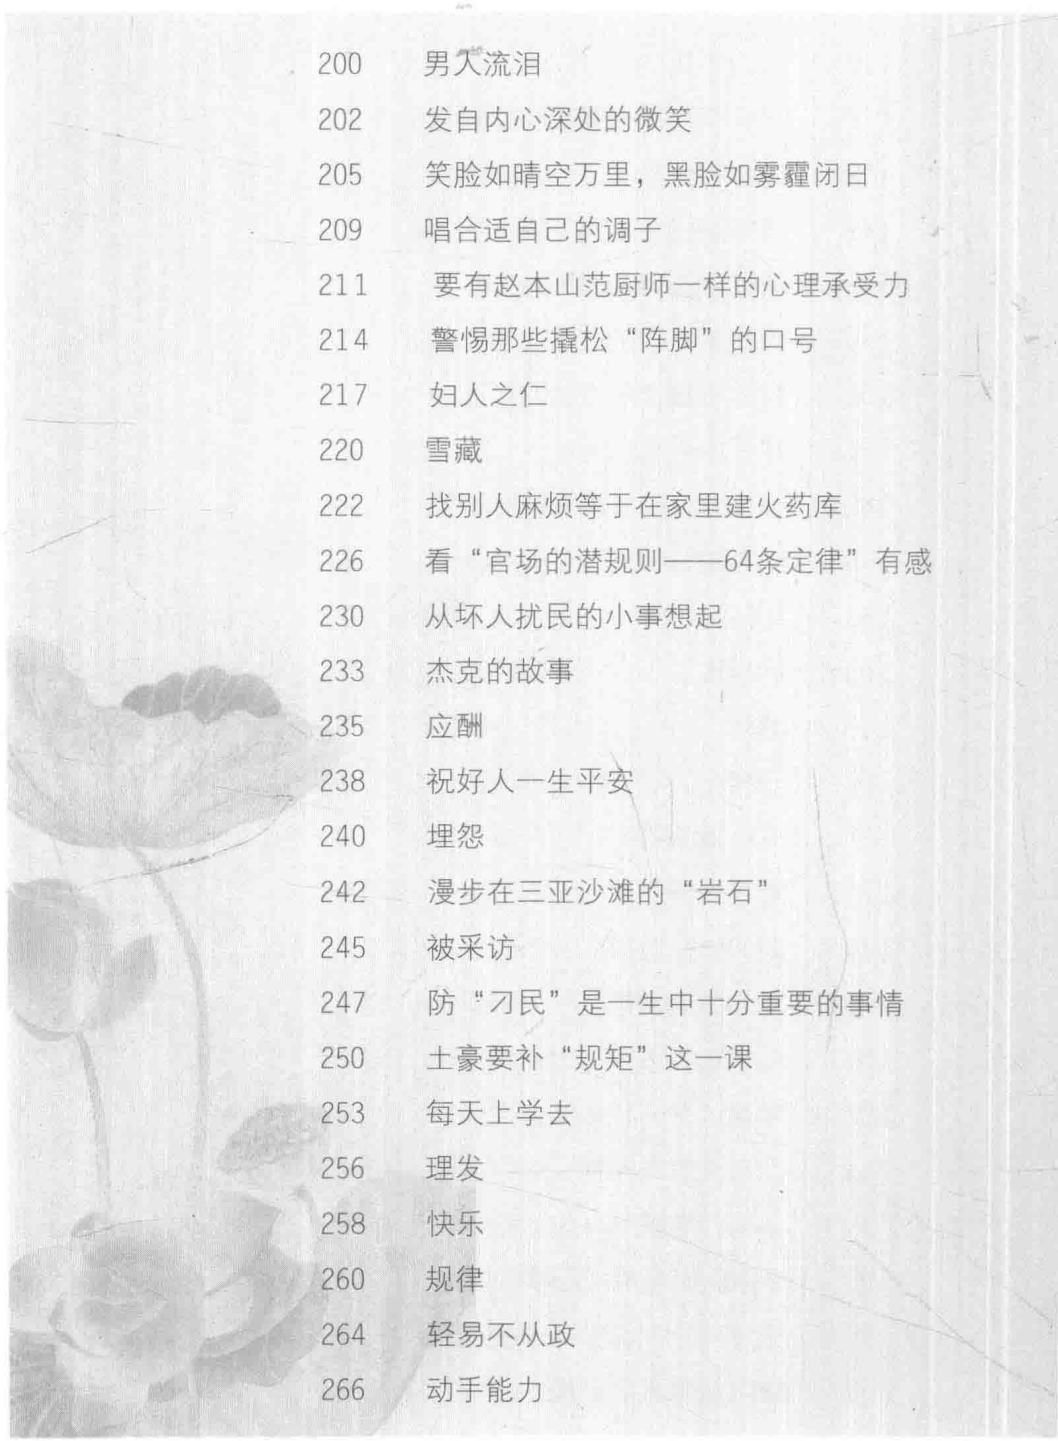 200 男人流泪
202 发自内心深处的微笑
205 笑脸如晴空万里，黑脸如雾霾闭日
209 唱合适自己的调子
211 要有赵本山范厨师一样的心理承受力
214 警惕那些撬松“阵脚”的口号
217 妇人之仁
220 雪藏
222 找别人麻烦等于在家里建火药库
226 看“官场的潜规则——64条定律”有感
230 从坏人扰民的小事想起
233 杰克的故事
235 应酬
238 祝好人一生平安
240 埋怨
242 漫步在三亚沙滩的“岩石”
245 被采访
247 防“刁民”是一生中十分重要的事情
250 土豪要补“规矩”这一课
253 每天上学去
256 理发
258 快乐
260 规律
264 轻易不从政
266 动手能力